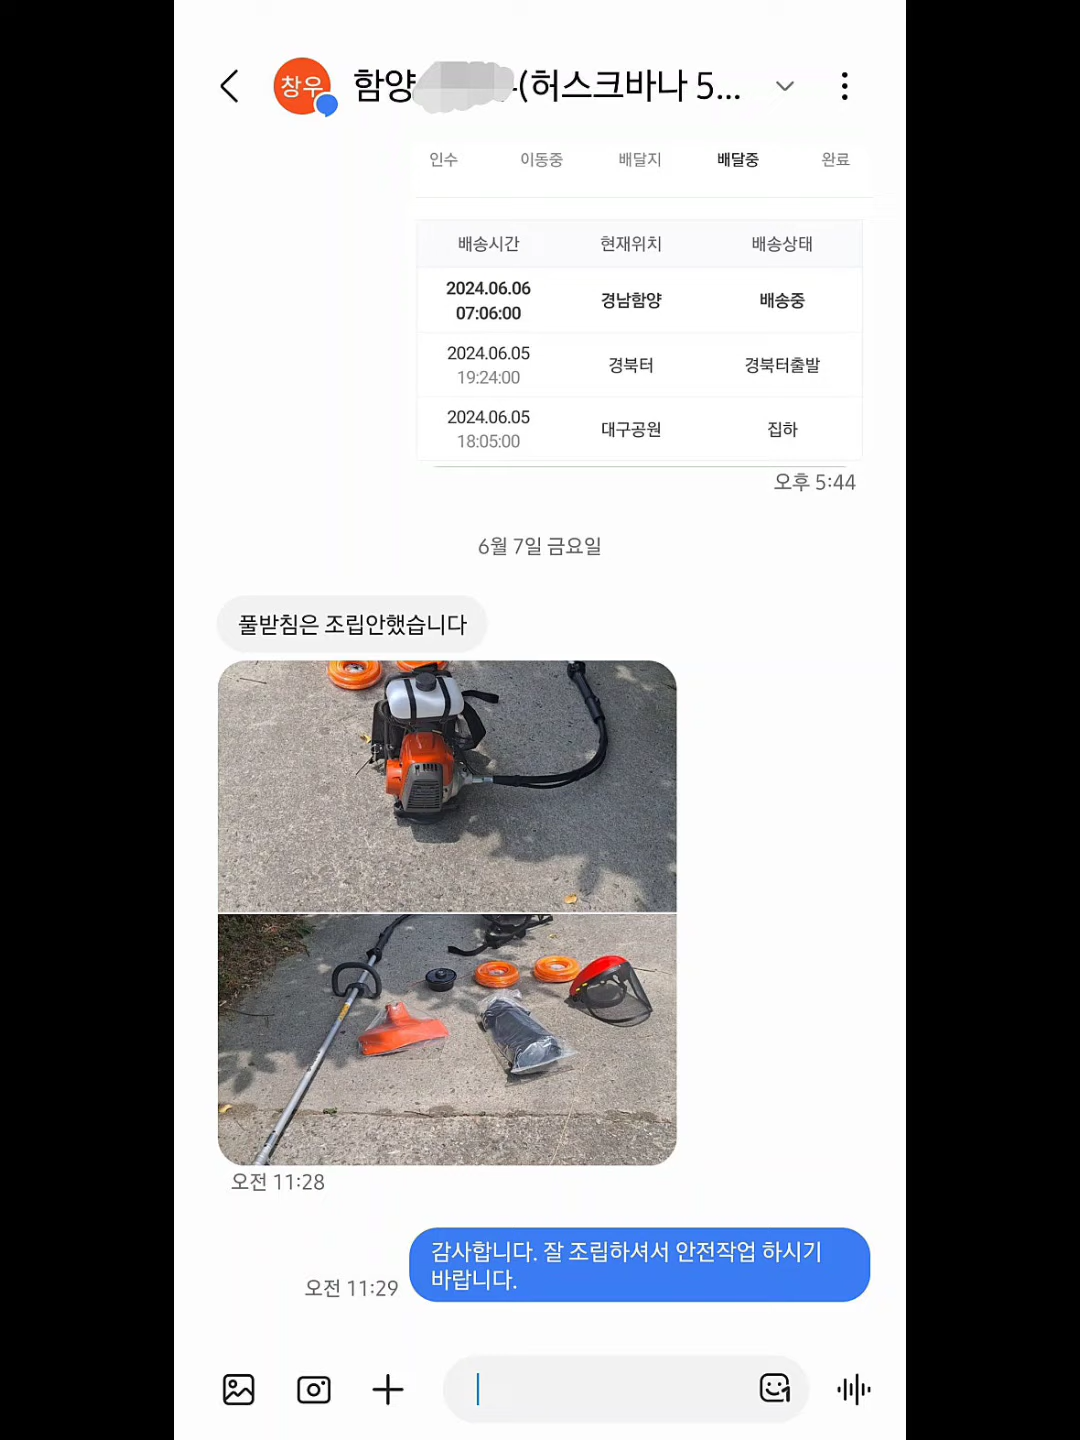 창우
함양
(허스크바나 5...
인수 이동중 배달지 배달중 완료
배송시간 현재위치 배송상태
2024.06.06
07:06:00 경남함양 배송중
2024.06.05
19:24:00 경북터 경북터출발
2024.06.05
18:05:00 대구공원 집하
오후 5:44
6월 7일 금요일
풀받침은 조립안했습니다
오전 11:28
감사합니다. 잘 조립하셔서 안전작업 하시기
바랍니다.
오전 11:29